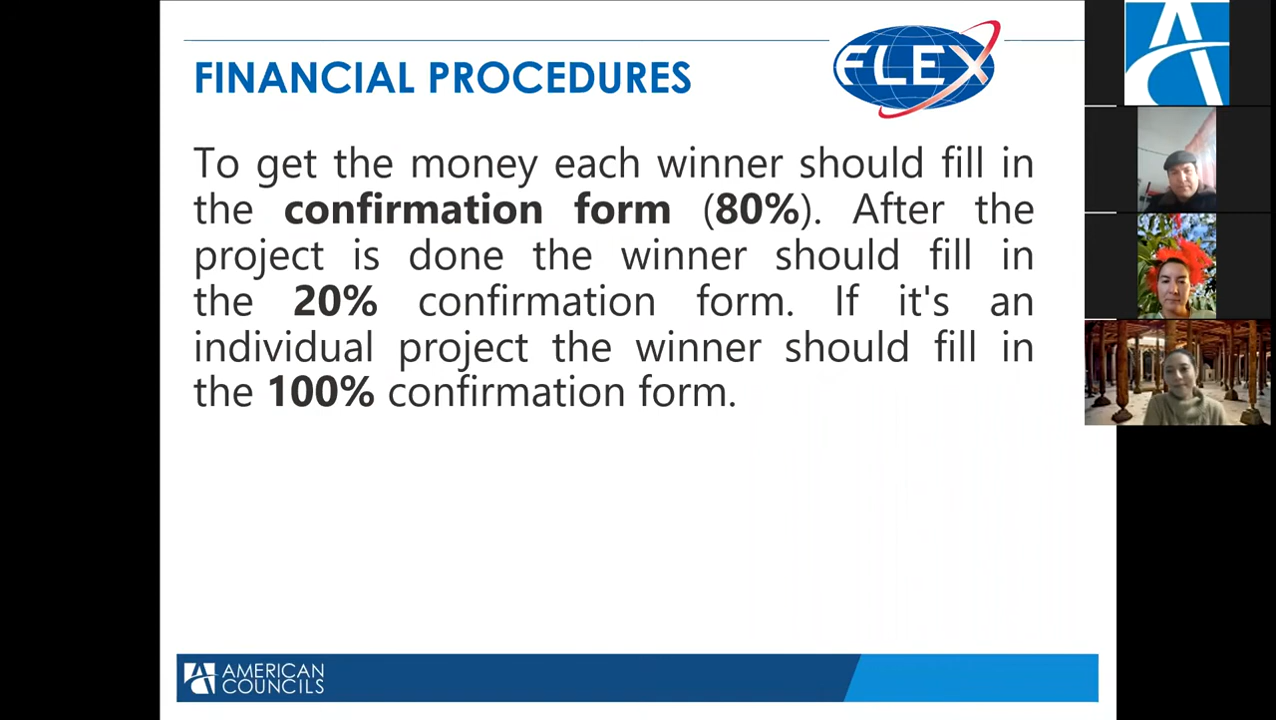 FINANCIAL PROCEDURES
FLEX
To get the money each winner should fill in
the confirmation form (80%). After the
project is done the winner should fill in
the 20% confirmation form. If it's an
individual project the winner should fill in
the 100% confirmation form.
AMERICAN
COUNCILS